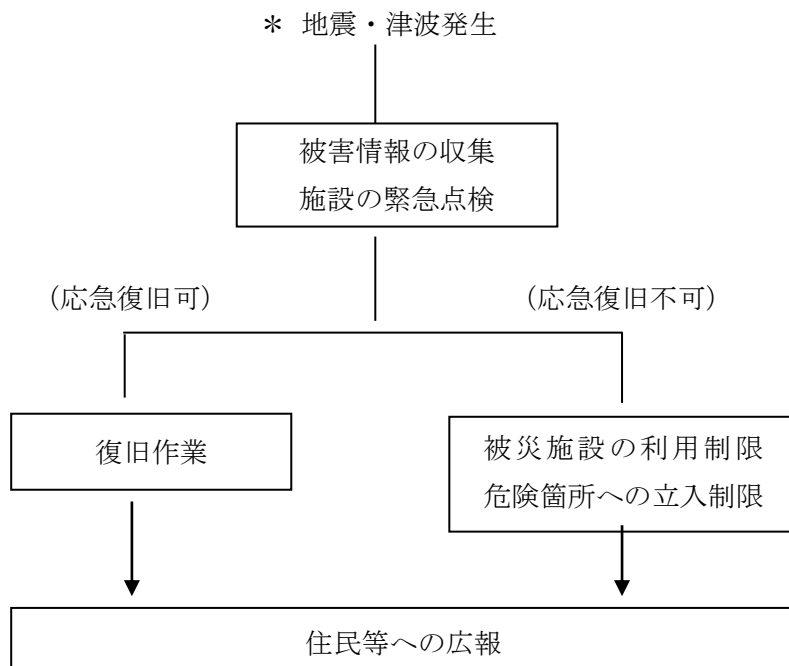 ＊ 地震・津波発生
被害情報の収集
施設の緊急点検
（応急復旧可）
（応急復旧不可）
復旧作業
被災施設の利用制限
危険箇所への立入制限
住民等への広報